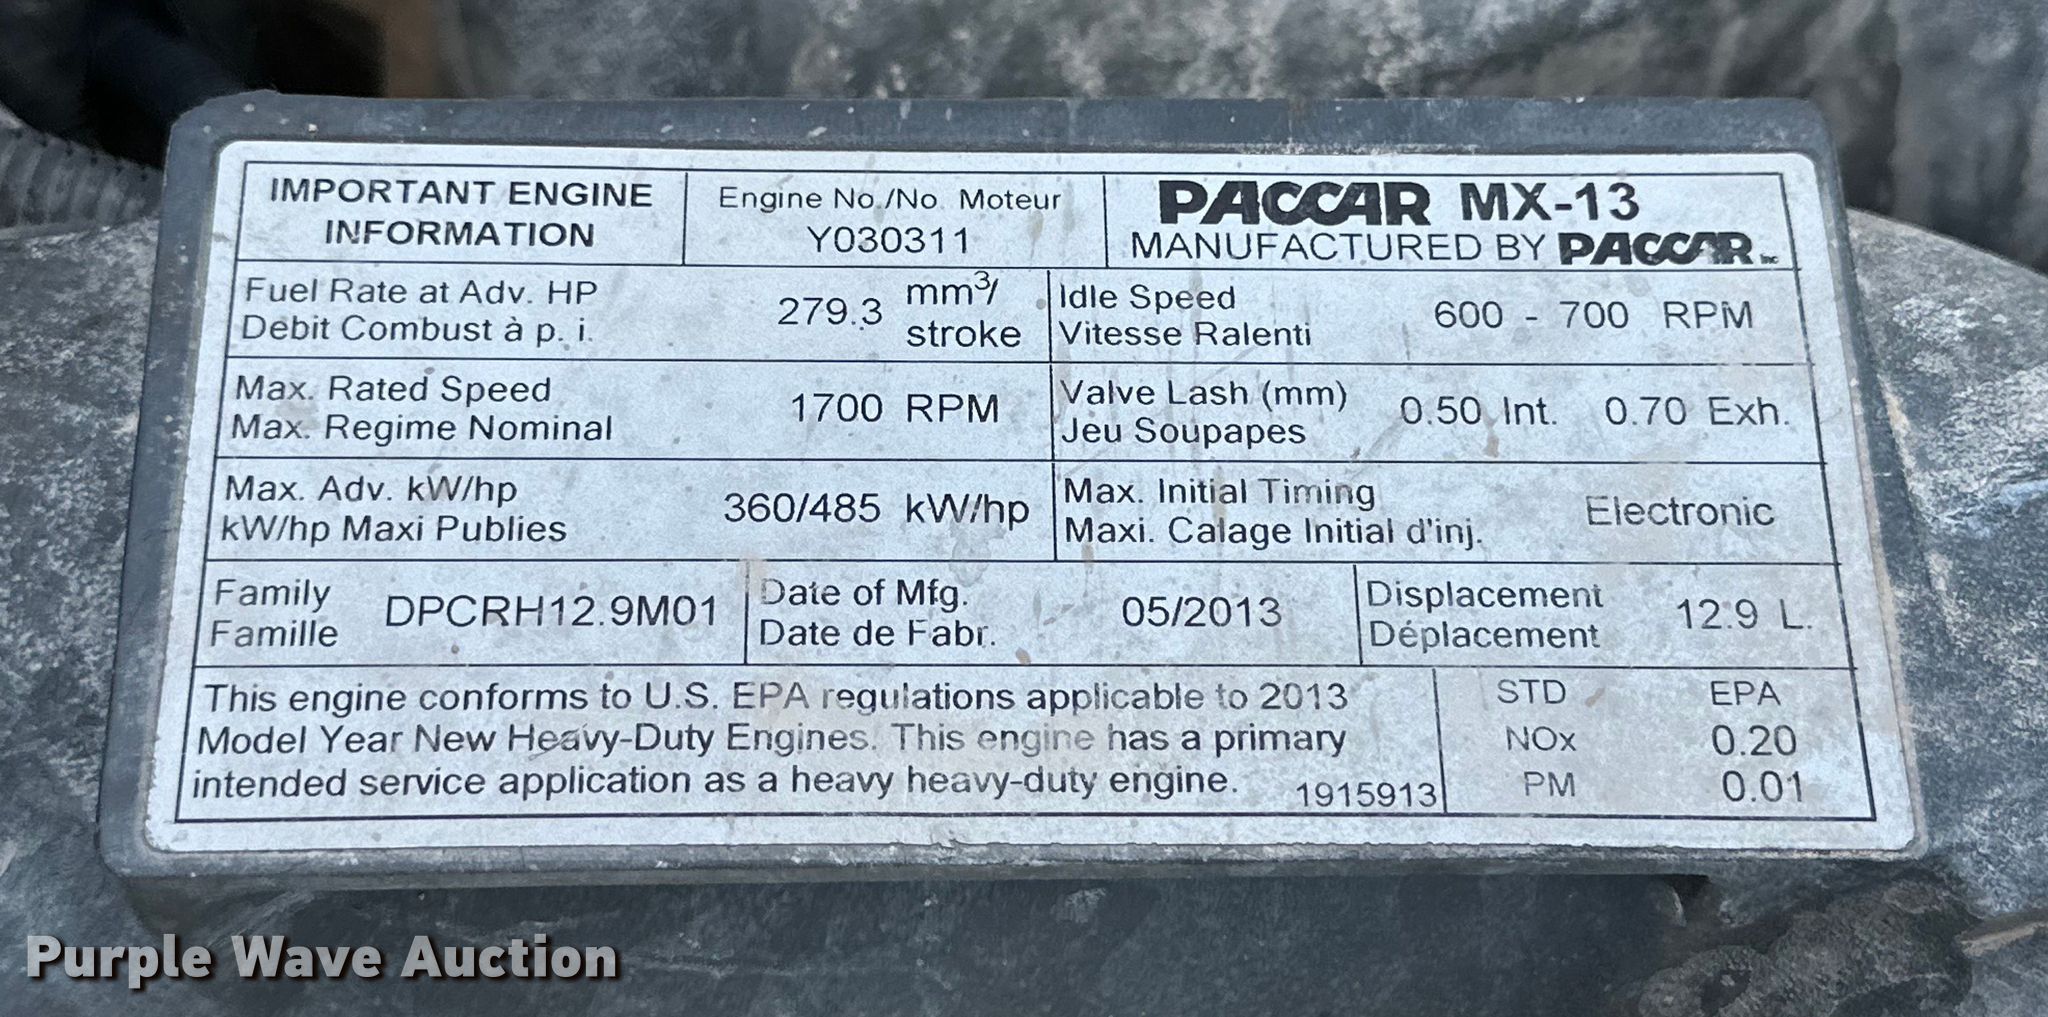 IMPORTANT ENGINE
INFORMATION
Engine No./No. Moteur
Y030311
PACCAR MX-13
MANUFACTURED BY PACCAR Inc
Fuel Rate at Adv. HP
Debit Combust à p. i.
279.3 mm³/
stroke
Idle Speed
Vitesse Ralenti
600 - 700 RPM
Max. Rated Speed
Max. Regime Nominal
1700 RPM
Valve Lash (mm)
Jeu Soupapes
0.50 Int. 0.70 Exh.
Max. Adv. kW/hp
kW/hp Maxi Publies
360/485 kW/hp
Max. Initial Timing
Maxi. Calage Initial d'inj.
Electronic
Family
Famille
DPCRH12.9M01
Date of Mfg.
Date de Fabr.
05/2013
Displacement
Déplacement
12.9 L.
This engine conforms to U.S. EPA regulations applicable to 2013
Model Year New Heavy-Duty Engines. This engine has a primary
intended service application as a heavy heavy-duty engine.
1915913
STD EPA
NOx 0.20
PM 0.01
Purple Wave Auction